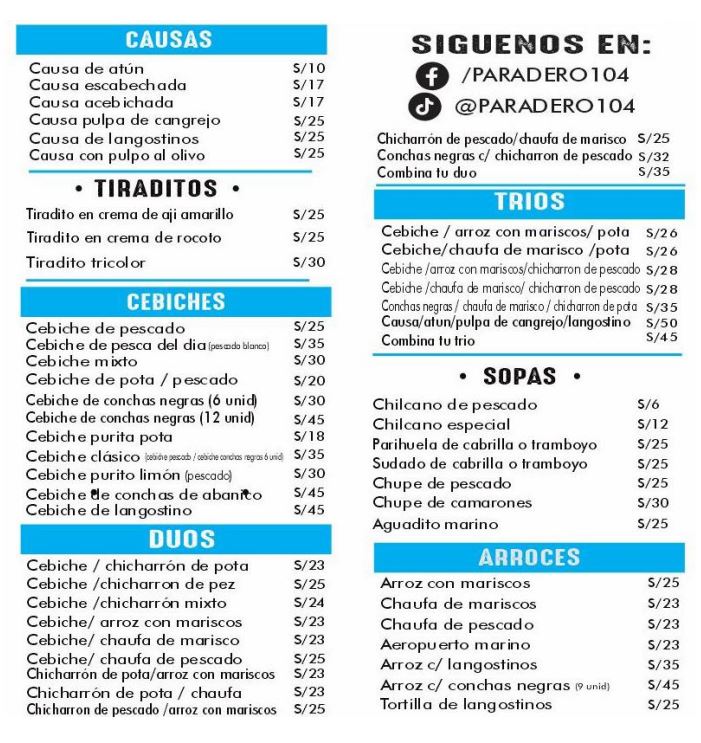 CAUSAS
Causa de atún S/10
Causa escabechada S/17
Causa acebichada S/17
Causa pulpa de cangrejo S/25
Causa de langostinos S/25
Causa con pulpo al olivo S/25
• TIRADITOS •
Tiradito en crema de aji amarillo S/25
Tiradito en crema de rocoto S/25
Tiradito tricolor S/30
CEBICHES
Cebiche de pescado S/25
Cebiche de pesca del dia (pescado blanco) S/35
Cebiche mixto S/30
Cebiche de pota / pescado S/20
Cebiche de conchas negras (6 unid) S/30
Cebiche de conchas negras (12 unid) S/45
Cebiche purita pota S/18
Cebiche clásico (cebiche pescado / cebiche conchas negras 6 unid) S/35
Cebiche purito limón (pescado) S/30
Cebiche de conchas de abanico S/45
Cebiche de langostino S/45
DUOS
Cebiche / chicharrón de pota S/23
Cebiche /chicharron de pez S/25
Cebiche /chicharrón mixto S/24
Cebiche/ arroz con mariscos S/23
Cebiche/ chaufa de marisco S/23
Cebiche/ chaufa de pescado S/25
Chicharrón de pota/arroz con mariscos S/23
Chicharrón de pota / chaufa S/23
Chicharron de pescado /arroz con mariscos S/25
SIGUENOS EN:
/PARADERO104
@PARADERO104
Chicharrón de pescado/chaufa de marisco S/25
Conchas negras c/ chicharron de pescado S/32
Combina tu duo S/35
TRIOS
Cebiche / arroz con mariscos/ pota S/26
Cebiche/chaufa de marisco /pota S/26
Cebiche /arroz con mariscos/chicharron de pescado S/28
Cebiche /chaufa de marisco/ chicharron de pescado S/28
Conchas negras / chaufa de marisco / chicharron de pota S/35
Causa/atun/pulpa de cangrejo/langostino S/50
Combina tu trio S/45
• SOPAS •
Chilcano de pescado S/6
Chilcano especial S/12
Parihuela de cabrilla o tramboyo S/25
Sudado de cabrilla o tramboyo S/25
Chupe de pescado S/25
Chupe de camarones S/30
Aguadito marino S/25
ARROCES
Arroz con mariscos S/25
Chaufa de mariscos S/23
Chaufa de pescado S/23
Aeropuerto marino S/23
Arroz c/ langostinos S/35
Arroz c/ conchas negras (9 unid) S/45
Tortilla de langostinos S/25